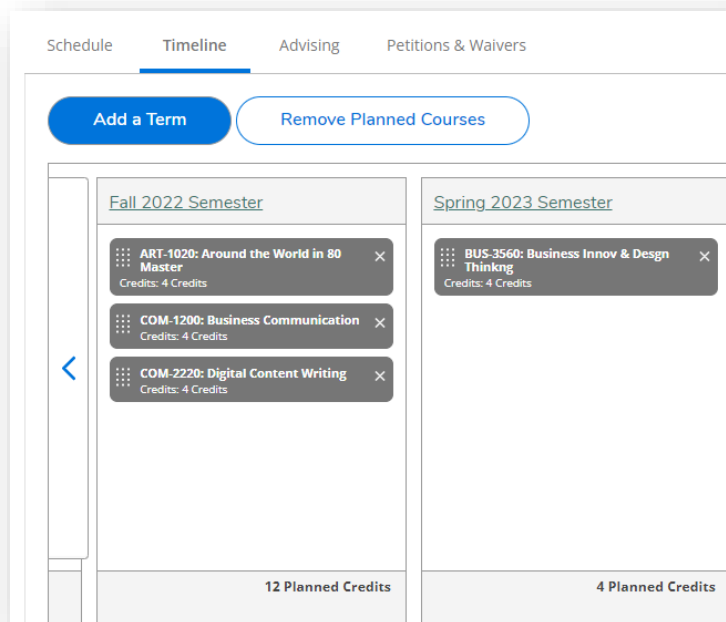 Schedule
Timeline
Advising
Petitions & Waivers
Add a Term
Remove Planned Courses
Fall 2022 Semester
ART-1020: Around the World in 80
Master
Credits: 4 Credits
COM-1200: Business Communication
Credits: 4 Credits
COM-2220: Digital Content Writing
Credits: 4 Credits
12 Planned Credits
Spring 2023 Semester
BUS-3560: Business Innov & Desgn
Thinkng
Credits: 4 Credits
4 Planned Credits